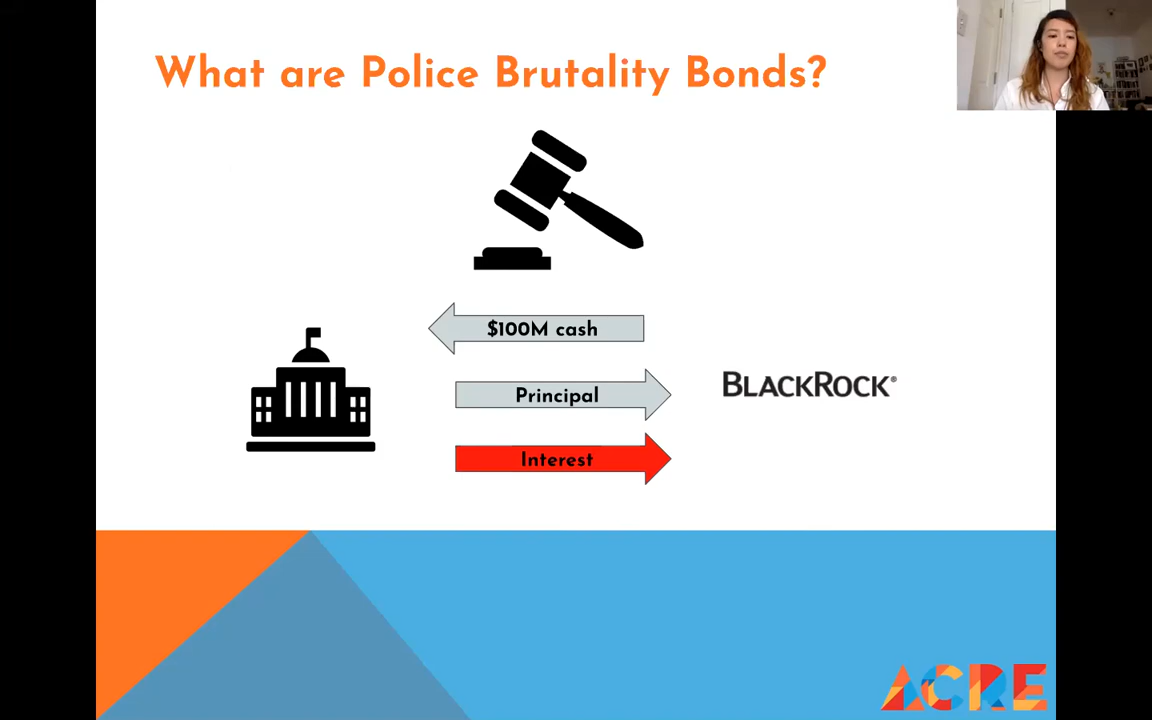 What are Police Brutality Bonds?
$100M cash
Principal
BLACKROCK®
Interest
ACRE